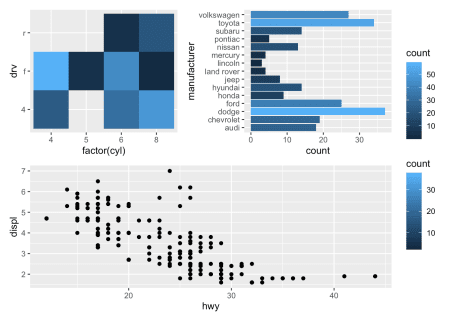 drv
r
f
4
4
5
6
8
factor(cyl)
manufacturer
volkswagen
toyota
subaru
pontiac
nissan
mercury
lincoln
land rover
jeep
hyundai
honda
ford
dodge
chevrolet
audi
0
10
20
30
count
count
50
40
30
20
10
count
30
20
10
displ
7
6
5
4
3
2
20
30
40
hwy